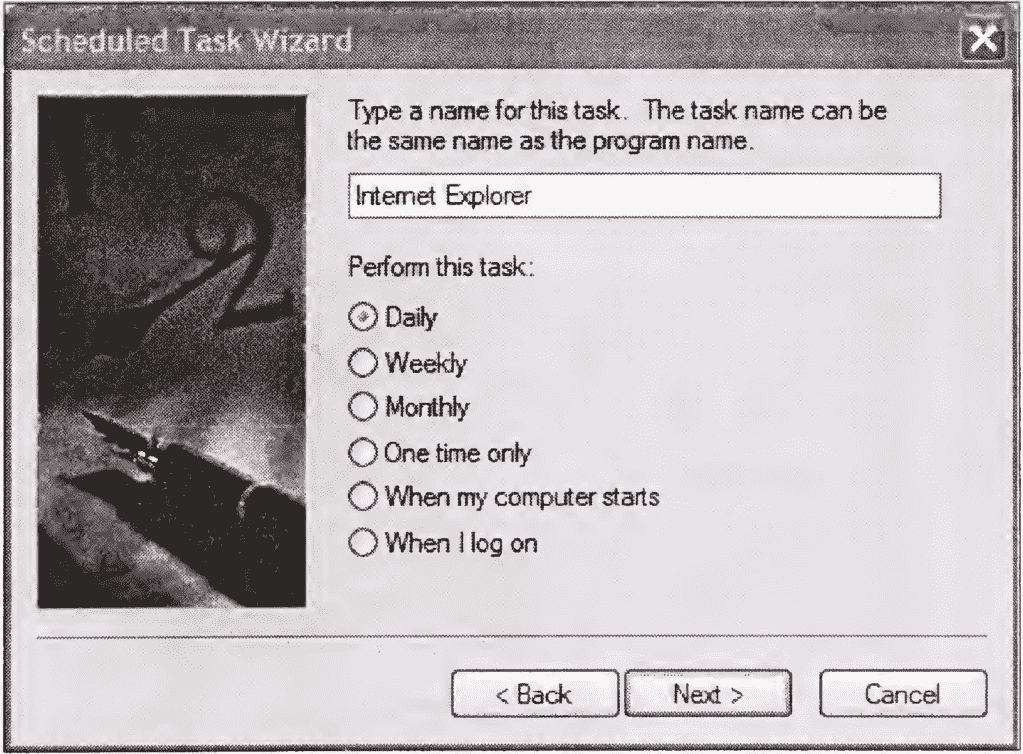 Scheduled Task Wizard
Type a name for this task. The task name can be
the same name as the program name.
Internet Explorer
Perform this task:
Daily
Weekly
Monthly
One time only
When my computer starts
When I log on
< Back
Next >
Cancel